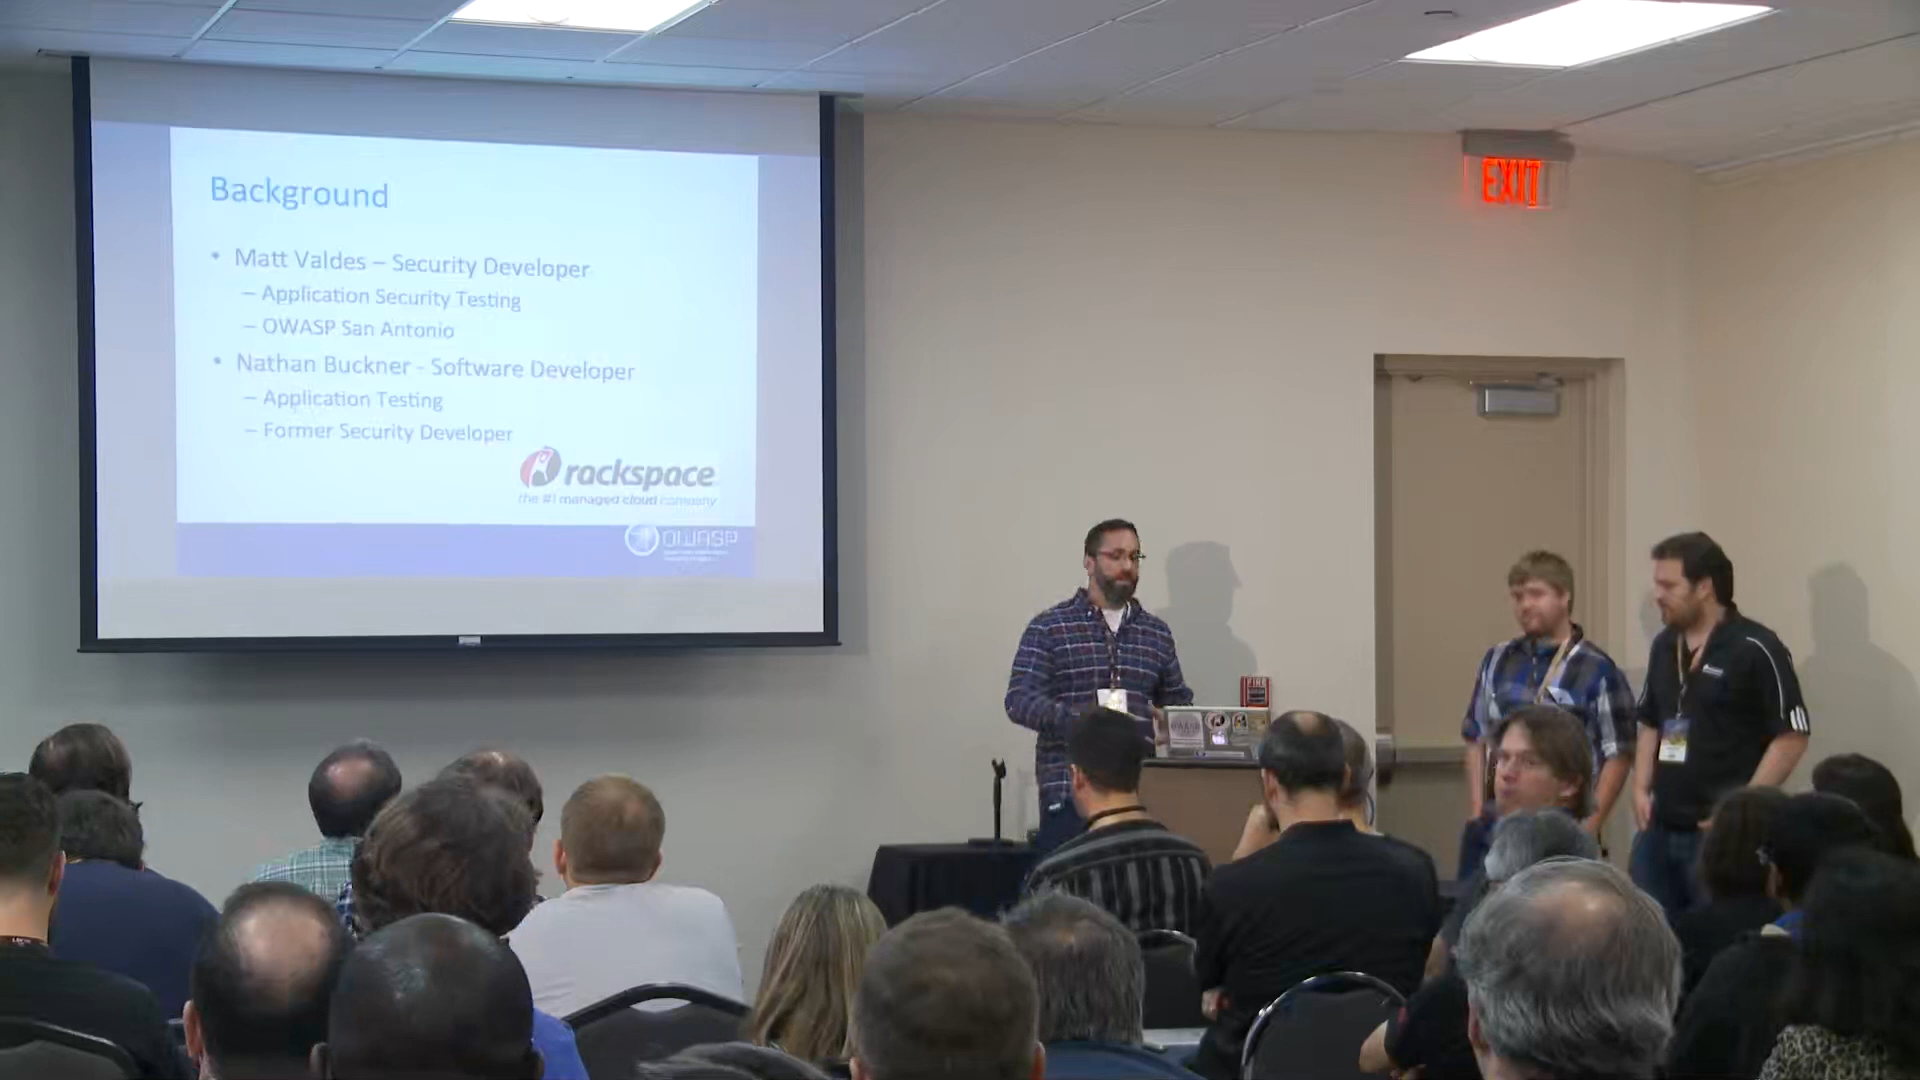 Background
• Matt Valdes – Security Developer
– Application Security Testing
– OWASP San Antonio
• Nathan Buckner - Software Developer
– Application Testing
– Former Security Developer
rackspace
the #1 managed cloud company
OWASP
EXIT
FIRE